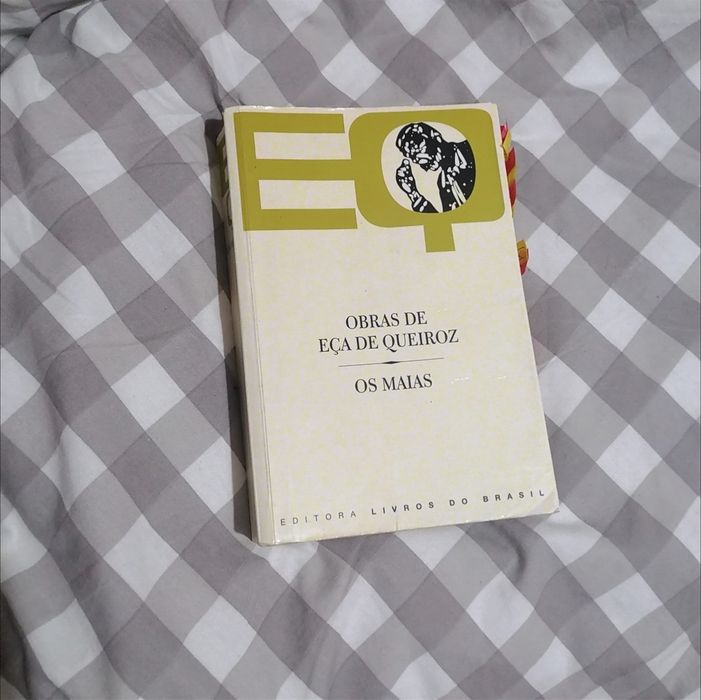 EQ
OBRAS DE
EÇA DE QUEIROZ
OS MAIAS
EDITORA LIVROS DO BRASIL